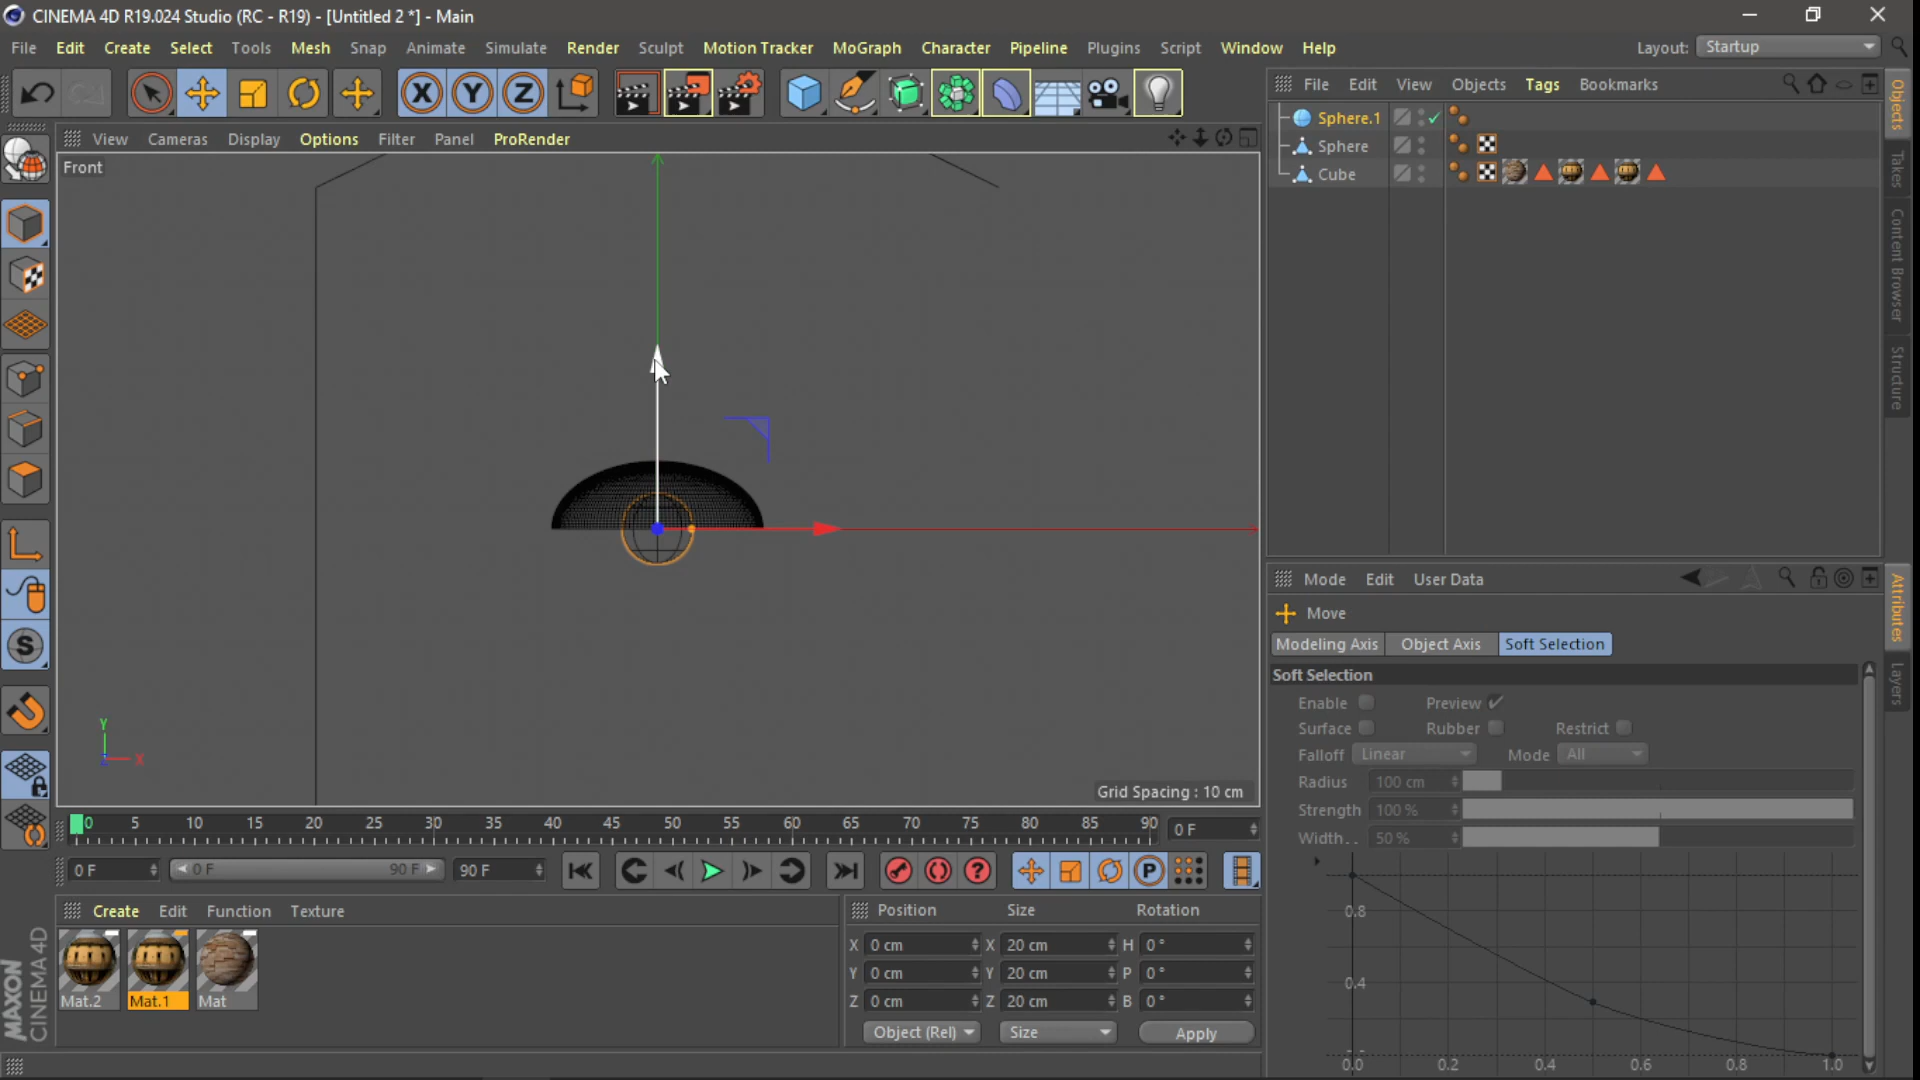 CINEMA 4D R19.024 Studio (RC - R19) - [Untitled 2 *] - Main
File Edit Create Select Tools Mesh Snap Animate Simulate Render Sculpt Motion Tracker MoGraph Character Pipeline Plugins Script Window Help Layout: Startup
X Y Z
File Edit View Objects Tags Bookmarks
View Cameras Display Options Filter Panel ProRender
Front
Sphere.1
Sphere
Cube
Objects
Takes
Content Browser
Structure
Y
X
Z
Grid Spacing : 10 cm
Mode Edit User Data
Move
Modeling Axis Object Axis Soft Selection
Soft Selection
Enable Preview
Surface Rubber Restrict
Falloff Linear Mode All
Radius 100 cm
Strength 100 %
Width.. 50 %
0.8
0.4
0.0 0.2 0.4 0.6 0.8 1.0
Attributes
Layers
S
0 5 10 15 20 25 30 35 40 45 50 55 60 65 70 75 80 85 90 0 F
0 F 0 F 90 F 90 F
P
?
Create Edit Function Texture
Mat.2 Mat.1 Mat
Position Size Rotation
X 0 cm X 20 cm H 0 °
Y 0 cm Y 20 cm P 0 °
Z 0 cm Z 20 cm B 0 °
Object (Rel) Size Apply
MAXON
CINEMA 4D